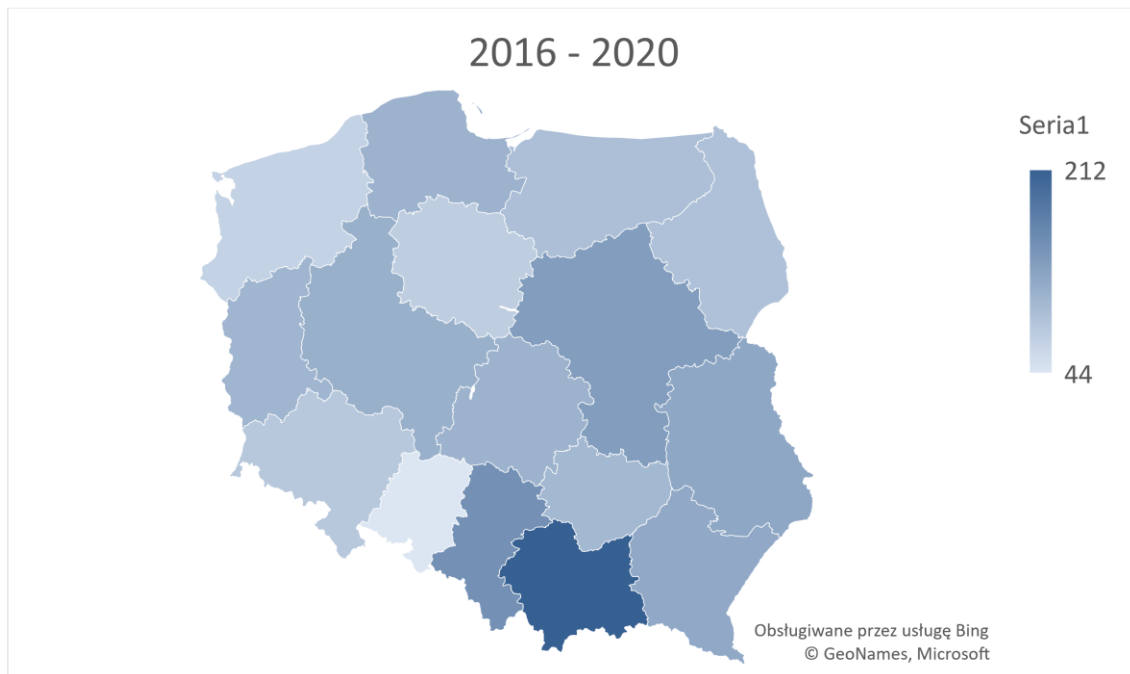 2016 - 2020
Seria1
212
44
Obsługiwane przez usługę Bing
© GeoNames, Microsoft